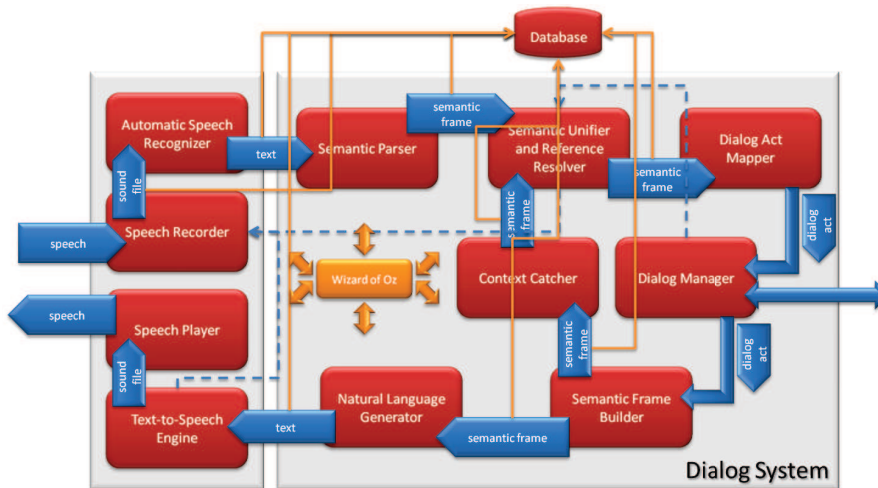 Database
semantic
frame
Automatic Speech
Recognizer
text
Semantic Parser
Semantic Unifier
and Reference
Resolver
Dialog Act
Mapper
semantic
frame
sound
file
semantic
frame
dialog
act
speech
Speech Recorder
Wizard of Oz
Context Catcher
Dialog Manager
speech
Speech Player
sound
file
semantic
frame
dialog
act
Text-to-Speech
Engine
text
Natural Language
Generator
semantic frame
Semantic Frame
Builder
Dialog System